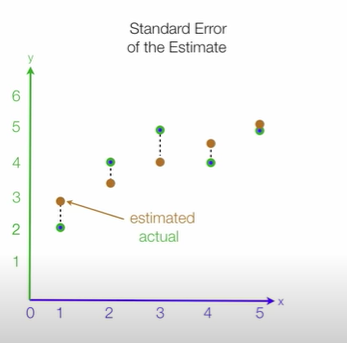 Standard Error
of the Estimate
y
6
5
4
3
2
1
estimated
actual
x
0 1 2 3 4 5